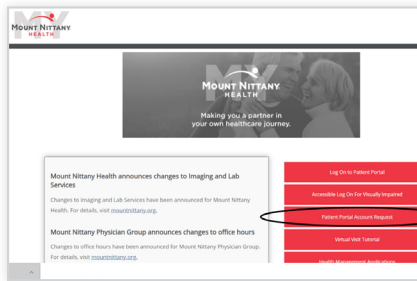 MY
MOUNT NITTANY
HEALTH
MOUNT NITTANY
HEALTH
Making you a partner in
your own healthcare journey.
Mount Nittany Health announces changes to Imaging and Lab
Services
Changes to Imaging and Lab Services have been announced for Mount Nittany
Health. For details, visit mountnittany.org.
Mount Nittany Physician Group announces changes to office hours
Changes to office hours have been announced for Mount Nittany Physician Group.
For details, visit mountnittany.org.
Log On to Patient Portal
Accessible Log On For Visually Impaired
Patient Portal Account Request
Virtual Visit Tutorial
Health Management Applications